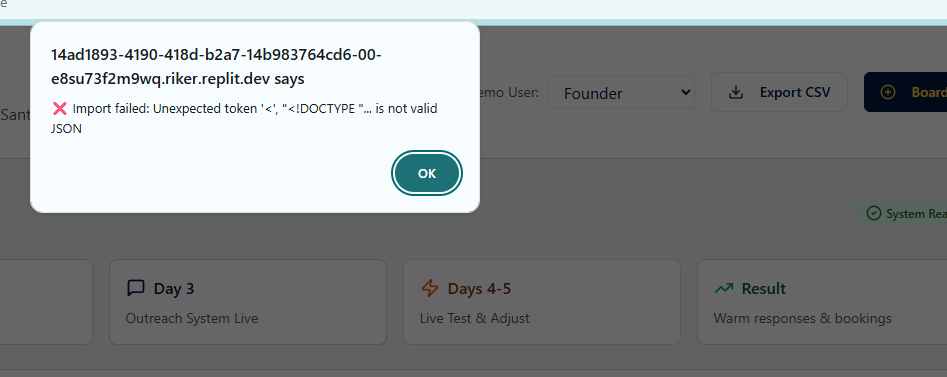 e
14ad1893-4190-418d-b2a7-14b983764cd6-00-
e8su73f2m9wq.riker.replit.dev says
❌ Import failed: Unexpected token '<', "<!DOCTYPE "... is not valid
JSON
OK
Sant
emo User:
Founder
Export CSV
Board
System Rea
Day 3
Outreach System Live
Days 4-5
Live Test & Adjust
Result
Warm responses & bookings